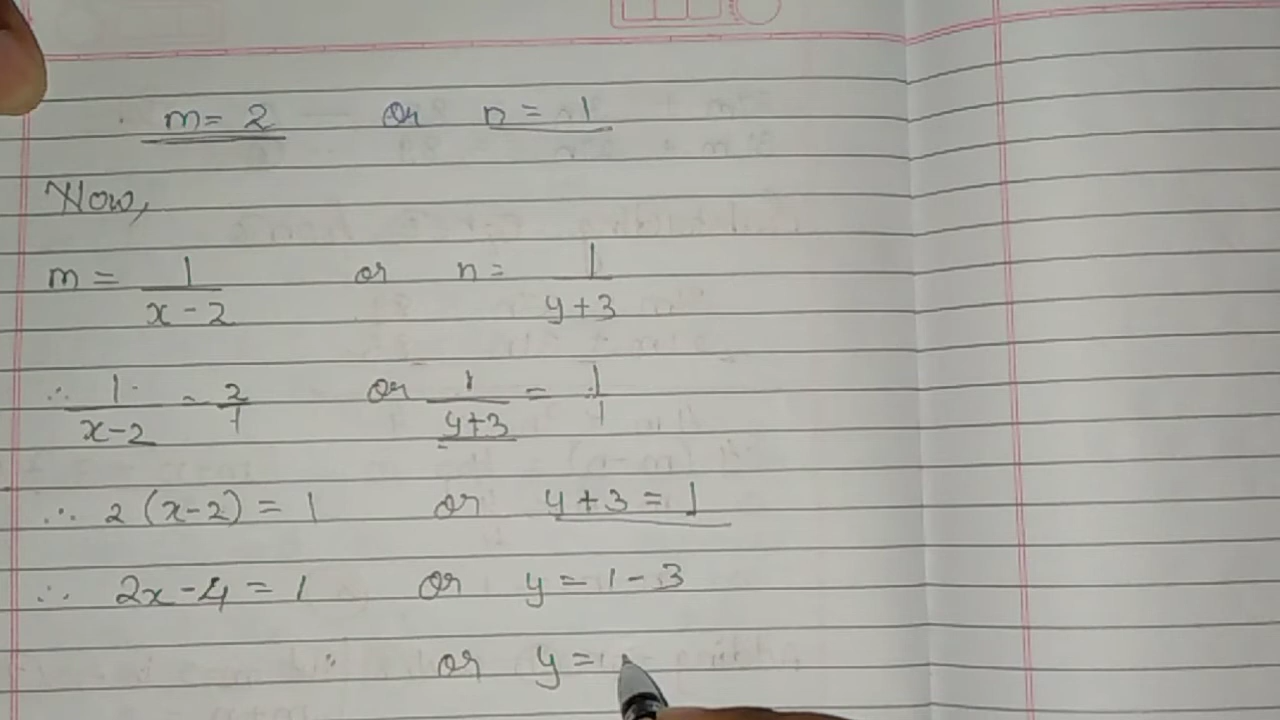 m = 2 or n = 1
Now,
m = 1/(x - 2) or n = 1/(y + 3)
∴ 1/(x - 2) = 2/1 or 1/(y + 3) = 1/1
∴ 2 (x - 2) = 1 or y + 3 = 1
∴ 2x - 4 = 1 or y = 1 - 3
or y =